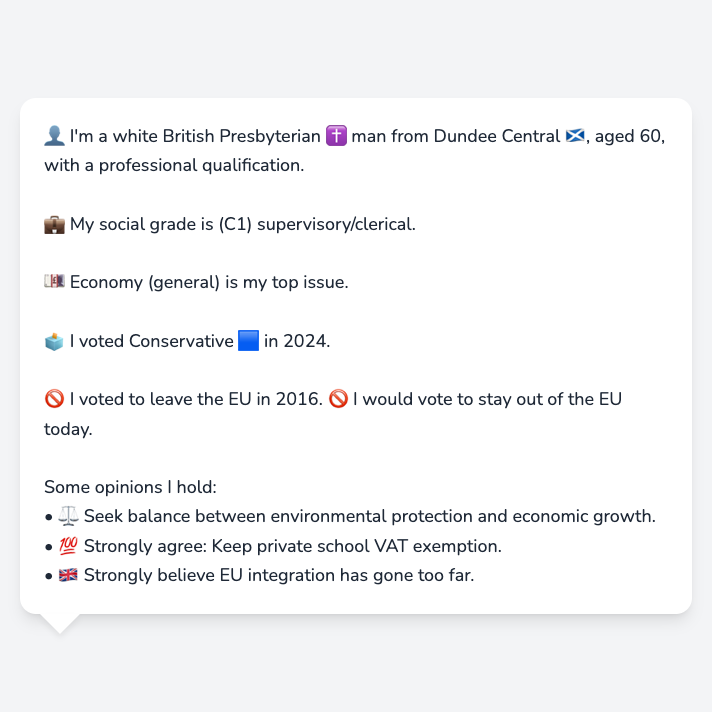 👤 I'm a white British Presbyterian ✝️ man from Dundee Central 🏴󠁧󠁢󠁳󠁣󠁴󠁿, aged 60,
with a professional qualification.
💼 My social grade is (C1) supervisory/clerical.
💷 Economy (general) is my top issue.
🗳️ I voted Conservative 🟦 in 2024.
🚫 I voted to leave the EU in 2016. 🚫 I would vote to stay out of the EU
today.
Some opinions I hold:
• ⚖️ Seek balance between environmental protection and economic growth.
• 💯 Strongly agree: Keep private school VAT exemption.
• 🇬🇧 Strongly believe EU integration has gone too far.